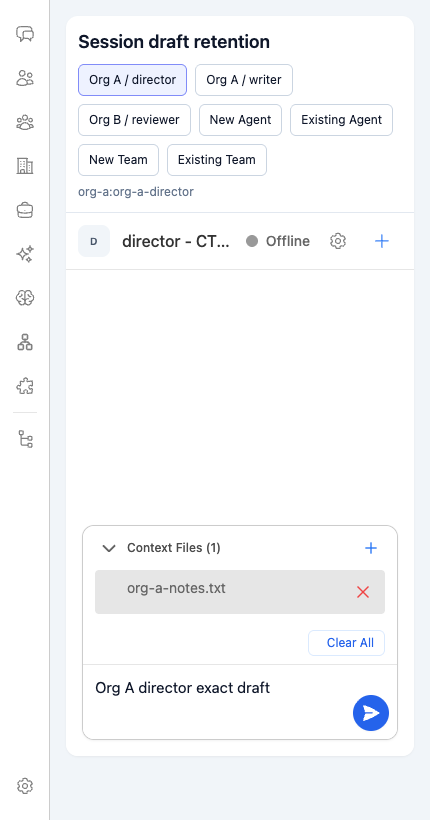 Session draft retention
Org A / director
Org A / writer
Org B / reviewer
New Agent
Existing Agent
New Team
Existing Team
org-a:org-a-director
D
director - CT...
Offline
Context Files (1)
org-a-notes.txt
Clear All
Org A director exact draft